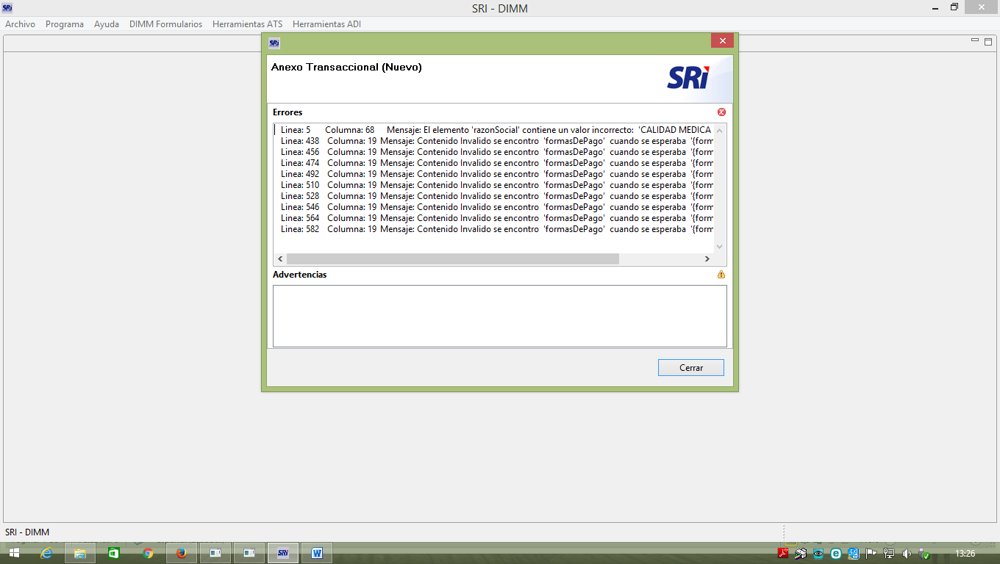 SRi
SRI - DIMM
Archivo Programa Ayuda DIMM Formularios Herramientas ATS Herramientas ADI
SRi
Anexo Transaccional (Nuevo)
SRi
Errores
Linea: 5 Columna: 68 Mensaje: El elemento 'razonSocial' contiene un valor incorrecto: 'CALIDAD MEDICA
Linea: 438 Columna: 19 Mensaje: Contenido Invalido se encontro 'formasDePago' cuando se esperaba '{form
Linea: 456 Columna: 19 Mensaje: Contenido Invalido se encontro 'formasDePago' cuando se esperaba '{form
Linea: 474 Columna: 19 Mensaje: Contenido Invalido se encontro 'formasDePago' cuando se esperaba '{form
Linea: 492 Columna: 19 Mensaje: Contenido Invalido se encontro 'formasDePago' cuando se esperaba '{form
Linea: 510 Columna: 19 Mensaje: Contenido Invalido se encontro 'formasDePago' cuando se esperaba '{form
Linea: 528 Columna: 19 Mensaje: Contenido Invalido se encontro 'formasDePago' cuando se esperaba '{form
Linea: 546 Columna: 19 Mensaje: Contenido Invalido se encontro 'formasDePago' cuando se esperaba '{form
Linea: 564 Columna: 19 Mensaje: Contenido Invalido se encontro 'formasDePago' cuando se esperaba '{form
Linea: 582 Columna: 19 Mensaje: Contenido Invalido se encontro 'formasDePago' cuando se esperaba '{form
Advertencias
Cerrar
SRI - DIMM
SRi
13:26